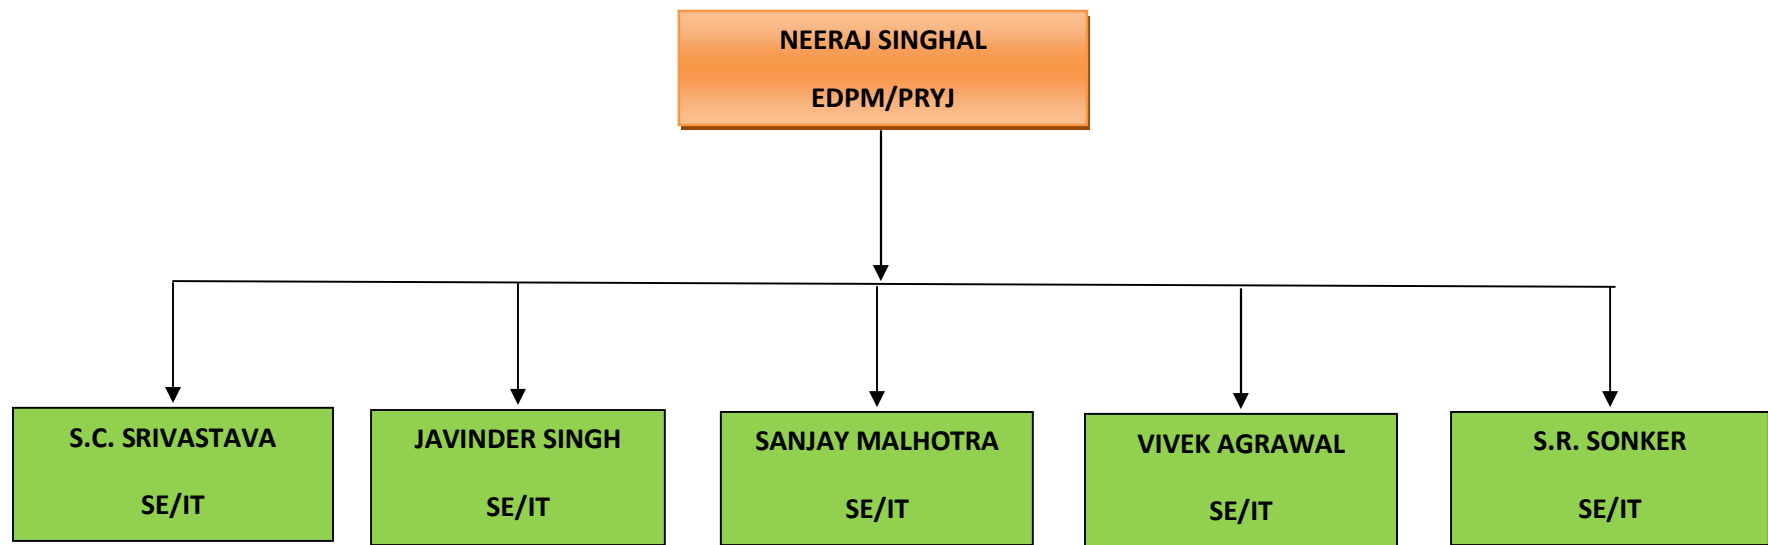 NEERAJ SINGHAL
EDPM/PRYJ
S.C. SRIVASTAVA
SE/IT
JAVINDER SINGH
SE/IT
SANJAY MALHOTRA
SE/IT
VIVEK AGRAWAL
SE/IT
S.R. SONKER
SE/IT